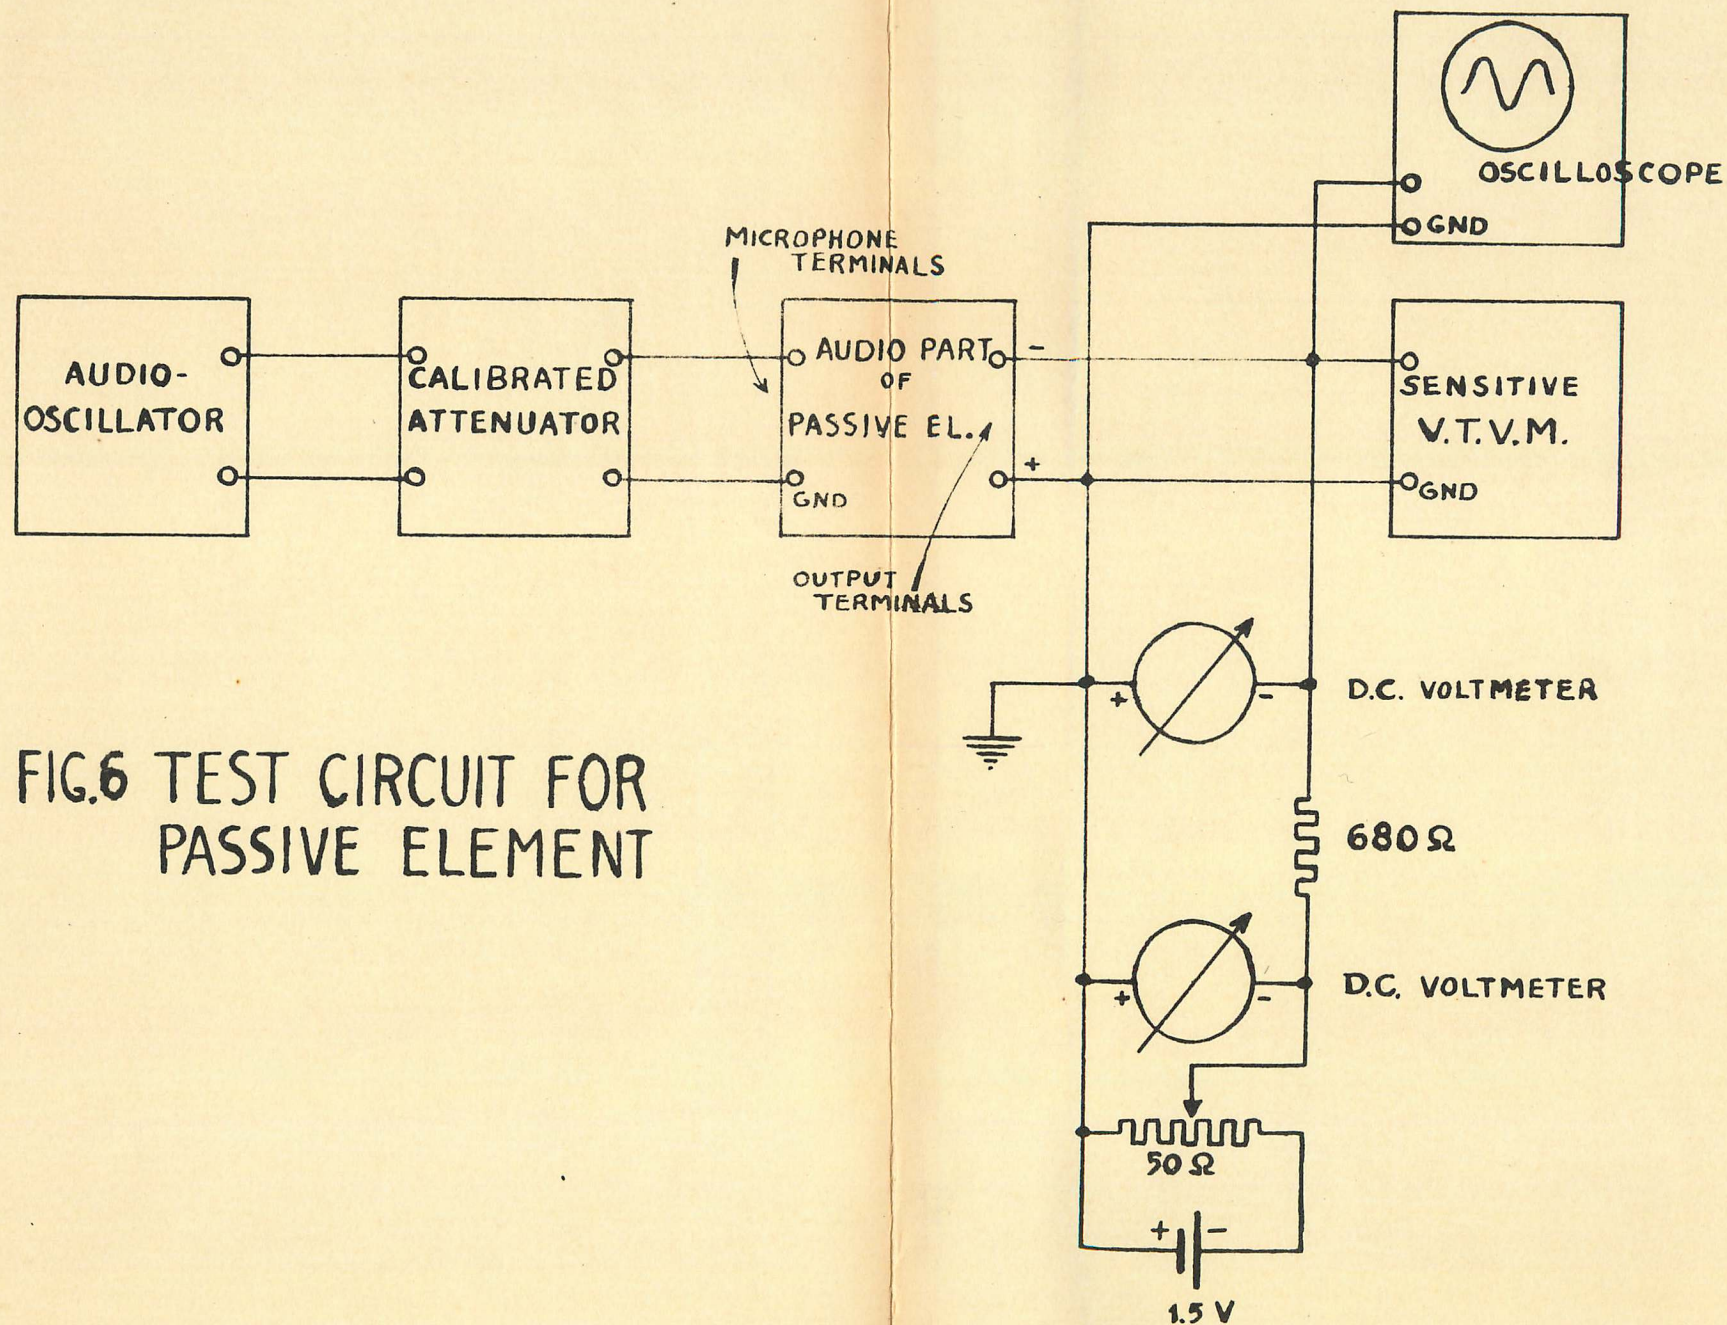 OSCILLOSCOPE
GND
MICROPHONE
TERMINALS
AUDIO-
OSCILLATOR
CALIBRATED
ATTENUATOR
AUDIO PART
OF
PASSIVE EL.
GND
-
+
SENSITIVE
V.T.V.M.
GND
OUTPUT
TERMINALS
+ -
D.C. VOLTMETER
FIG.6 TEST CIRCUIT FOR
PASSIVE ELEMENT
680 Ω
+ -
D.C. VOLTMETER
50 Ω
+ -
1.5 V